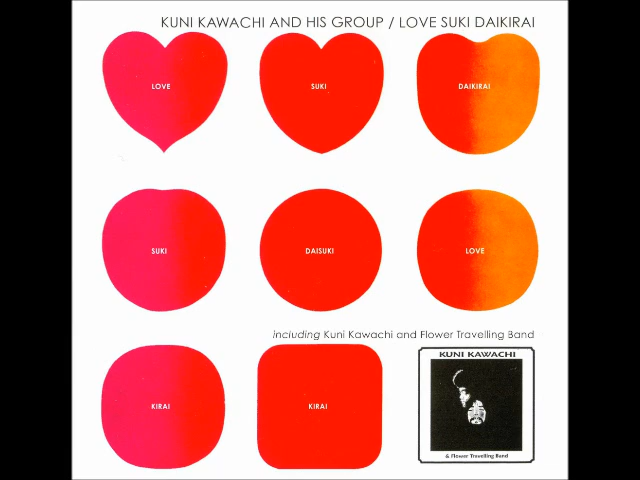 KUNI KAWACHI AND HIS GROUP / LOVE SUKI DAIKIRAI
LOVE
SUKI
DAIKIRAI
SUKI
DAISUKI
LOVE
including Kuni Kawachi and Flower Travelling Band
KIRAI
KIRAI
KUNI KAWACHI
& Flower Travelling Band